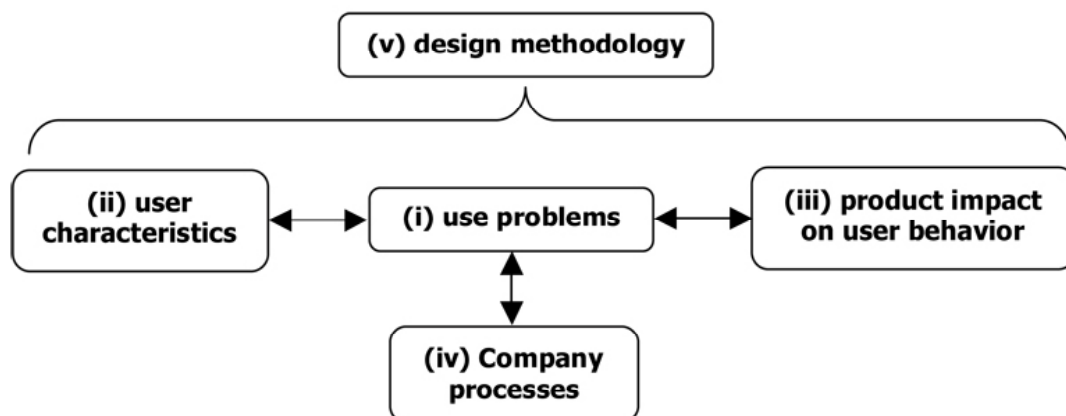 (v) design methodology
(ii) user
characteristics
(i) use problems
(iii) product impact
on user behavior
(iv) Company
processes